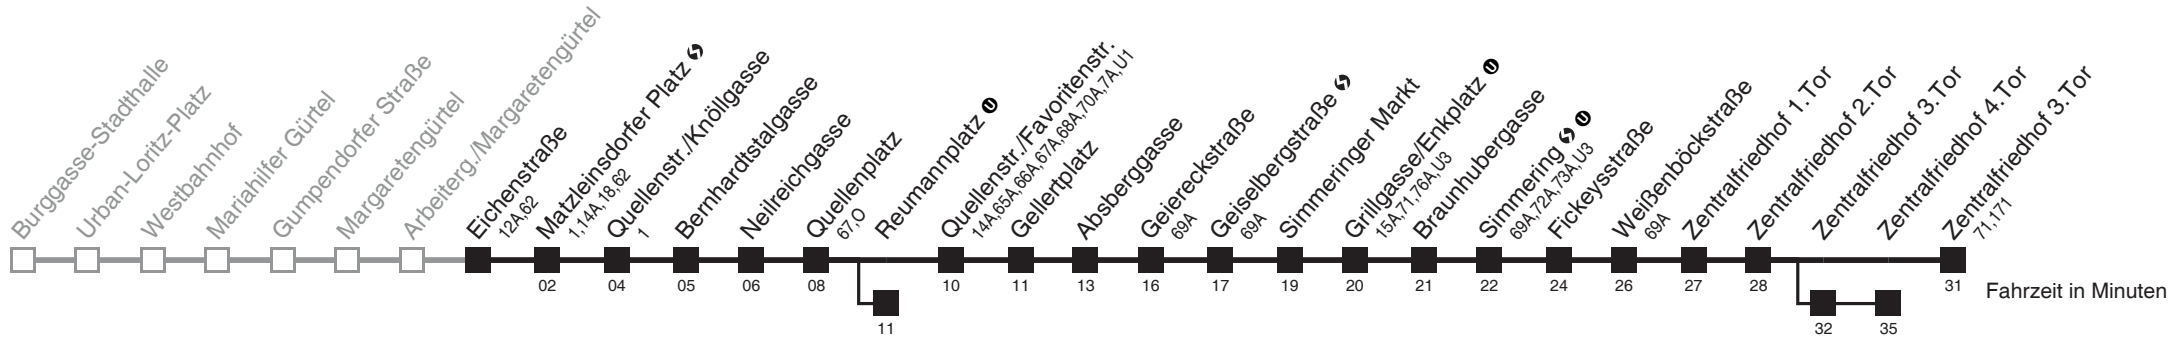 Burggasse-Stadthalle
Urban-Loritz-Platz
Westbahnhof
Mariahilfer Gürtel
Gumpendorfer Straße
Margaretengürtel
Arbeiterg./Margaretengürtel
Eichenstraße
12A,62
Matzleinsdorfer Platz
1,14A,18,62
Quellenstr./Knöllgasse
1
Bernhardtstalgasse
Neilreichgasse
Quellenplatz
67,O
Reumannplatz U
Quellenstr./Favoritenstr.
14A,65A,66A,67A,68A,70A,7A,U1
Gellertplatz
Absberggasse
Geiereckstraße
69A
Geiselbergstraße
69A
Simmeringer Markt
Grillgasse/Enkplatz U
15A,71,76A,U3
Braunhubergasse
Simmering U
69A,72A,73A,U3
Fickeysstraße
Weißenböckstraße
69A
Zentralfriedhof 1.Tor
Zentralfriedhof 2.Tor
Zentralfriedhof 3.Tor
Zentralfriedhof 4.Tor
Zentralfriedhof 3.Tor
71,171
02 04 05 06 08 10 11 13 16 17 19 20 21 22 24 26 27 28 31
Fahrzeit in Minuten
11 32 35